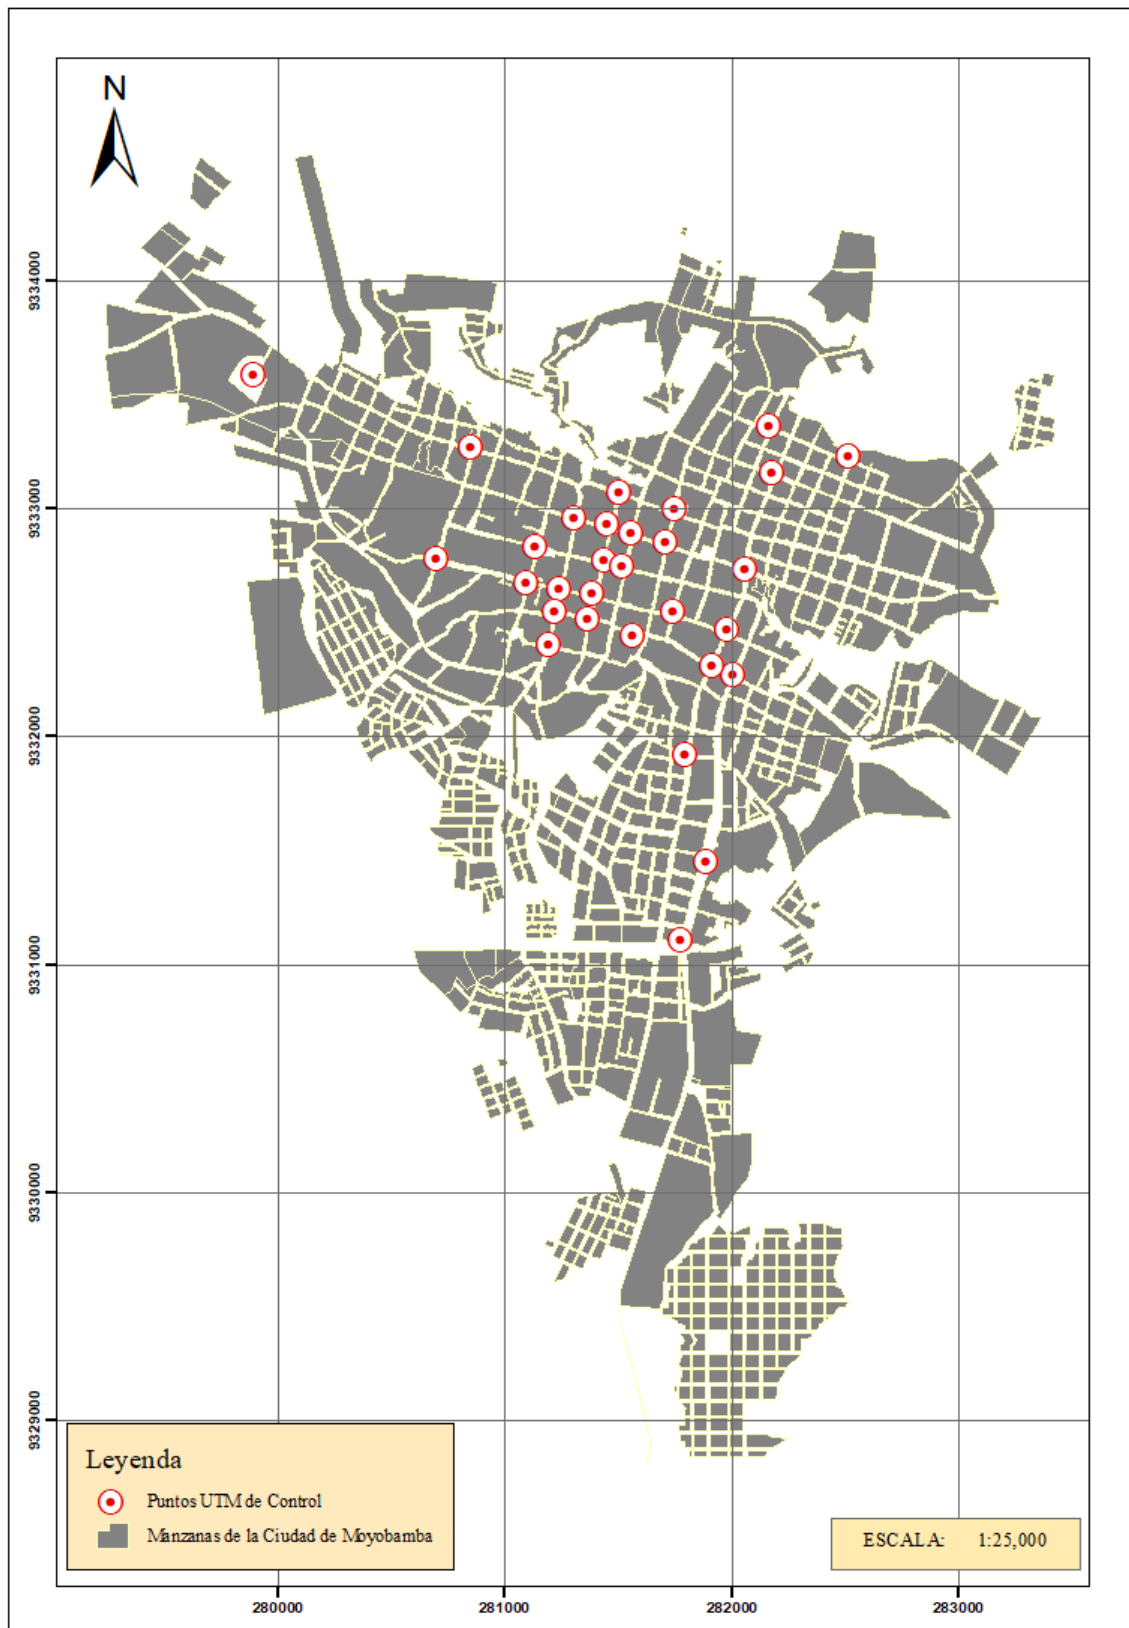 N
9334000
9333000
9332000
9331000
9330000
9329000
Leyenda
Puntos UTM de Control
Manzanas de la Ciudad de Moyobamba
ESCALA: 1:25,000
280000 281000 282000 283000